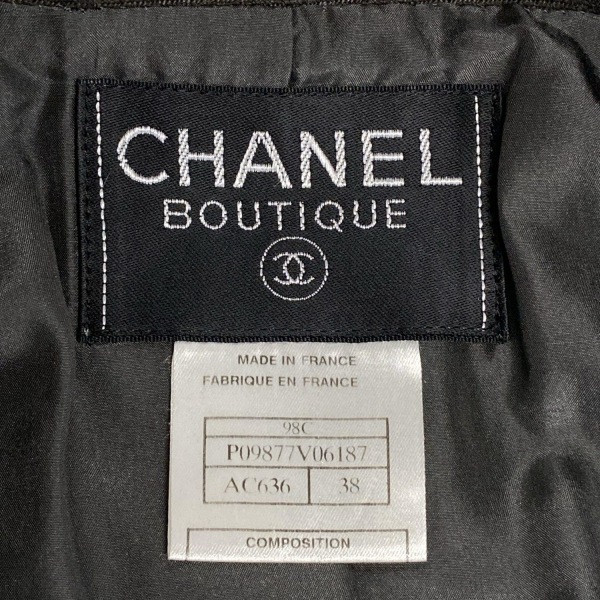 CHANEL
BOUTIQUE
MADE IN FRANCE
FABRIQUE EN FRANCE
98C
P09877V06187
AC636 38
COMPOSITION